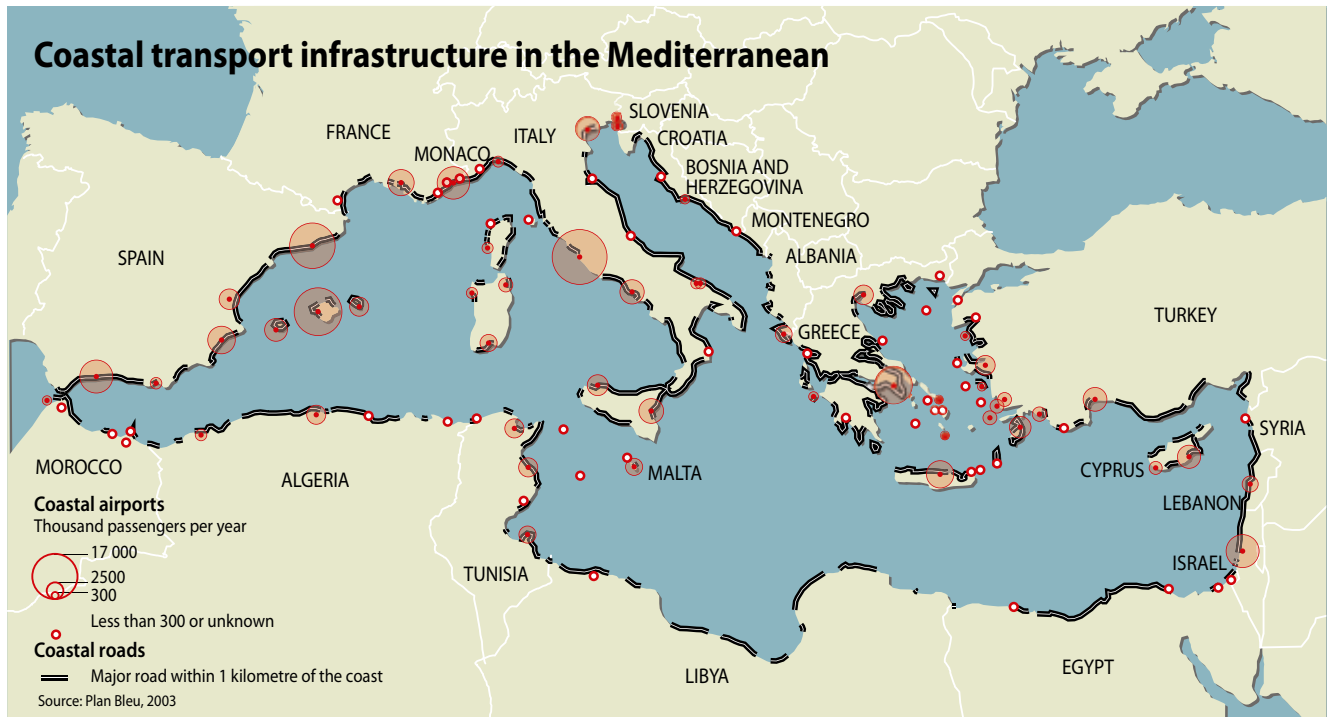 Coastal transport infrastructure in the Mediterranean
SLOVENIA
FRANCE
ITALY
CROATIA
MONACO
BOSNIA AND
HERZEGOVINA
MONTENEGRO
SPAIN
ALBANIA
TURKEY
GREECE
SYRIA
MOROCCO
ALGERIA
MALTA
CYPRUS
LEBANON
Coastal airports
Thousand passengers per year
17 000
2500
300
Less than 300 or unknown
TUNISIA
ISRAEL
Coastal roads
Major road within 1 kilometre of the coast
LIBYA
EGYPT
Source: Plan Bleu, 2003